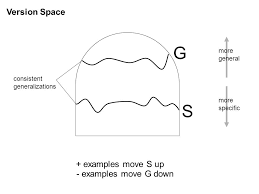 Version Space
G
more
general
consistent
generalizations
more
specific
S
+ examples move S up
- examples move G down